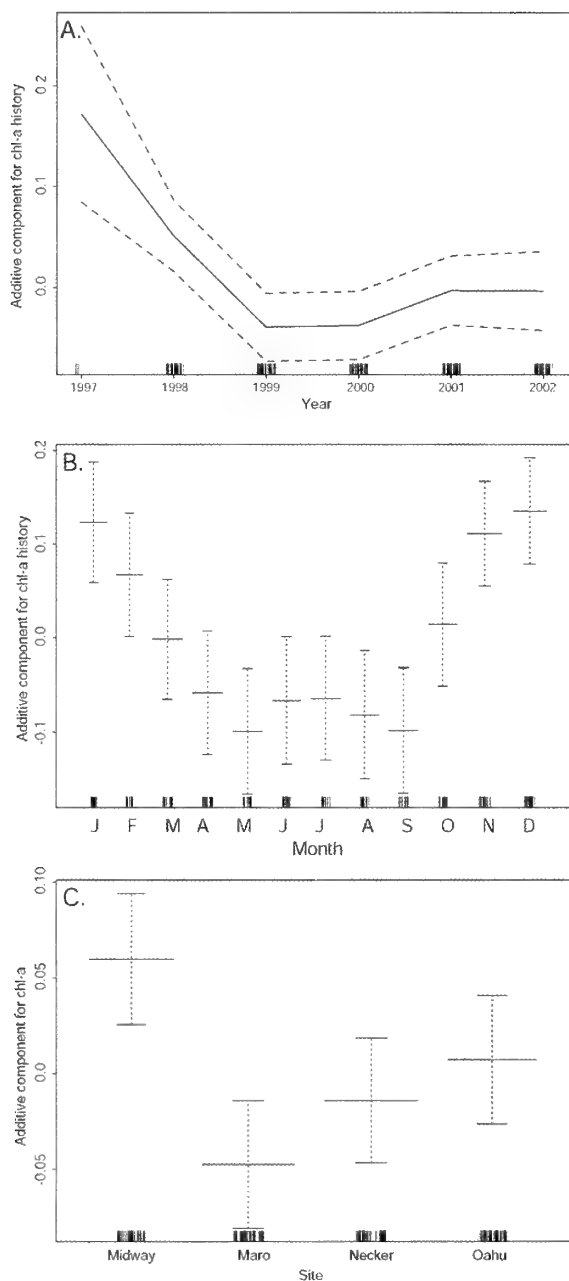 A.
Additive component for chl-a history
0.2
0.1
0.0
1997 1998 1999 2000 2001 2002
Year
B.
Additive component for chl-a history
0.2
0.1
0.0
-0.1
J F M A M J J A S O N D
Month
C.
Additive component for chl-a
0.10
0.05
0.0
-0.05
Midway Maro Necker Oahu
Site